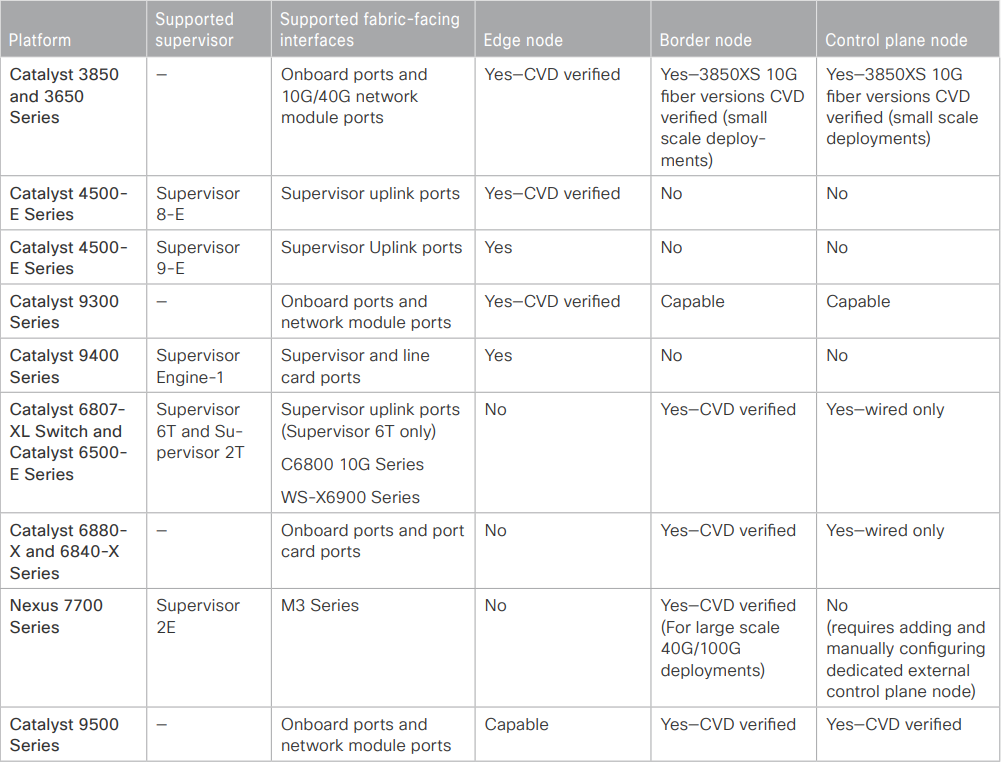 Platform
Supported
supervisor
Supported fabric-facing
interfaces
Edge node
Border node
Control plane node
Catalyst 3850
and 3650
Series
—
Onboard ports and
10G/40G network
module ports
Yes—CVD verified
Yes—3850XS 10G
fiber versions CVD
verified (small
scale deploy-
ments)
Yes—3850XS 10G
fiber versions CVD
verified (small scale
deployments)
Catalyst 4500-
E Series
Supervisor
8-E
Supervisor uplink ports
Yes—CVD verified
No
No
Catalyst 4500-
E Series
Supervisor
9-E
Supervisor Uplink ports
Yes
No
No
Catalyst 9300
Series
—
Onboard ports and
network module ports
Yes—CVD verified
Capable
Capable
Catalyst 9400
Series
Supervisor
Engine-1
Supervisor and line
card ports
Yes
No
No
Catalyst 6807-
XL Switch and
Catalyst 6500-
E Series
Supervisor
6T and Su-
pervisor 2T
Supervisor uplink ports
(Supervisor 6T only)
C6800 10G Series
WS-X6900 Series
No
Yes—CVD verified
Yes—wired only
Catalyst 6880-
X and 6840-X
Series
—
Onboard ports and port
card ports
No
Yes—CVD verified
Yes—wired only
Nexus 7700
Series
Supervisor
2E
M3 Series
No
Yes—CVD verified
(For large scale
40G/100G
deployments)
No
(requires adding and
manually configuring
dedicated external
control plane node)
Catalyst 9500
Series
—
Onboard ports and
network module ports
Capable
Yes—CVD verified
Yes—CVD verified